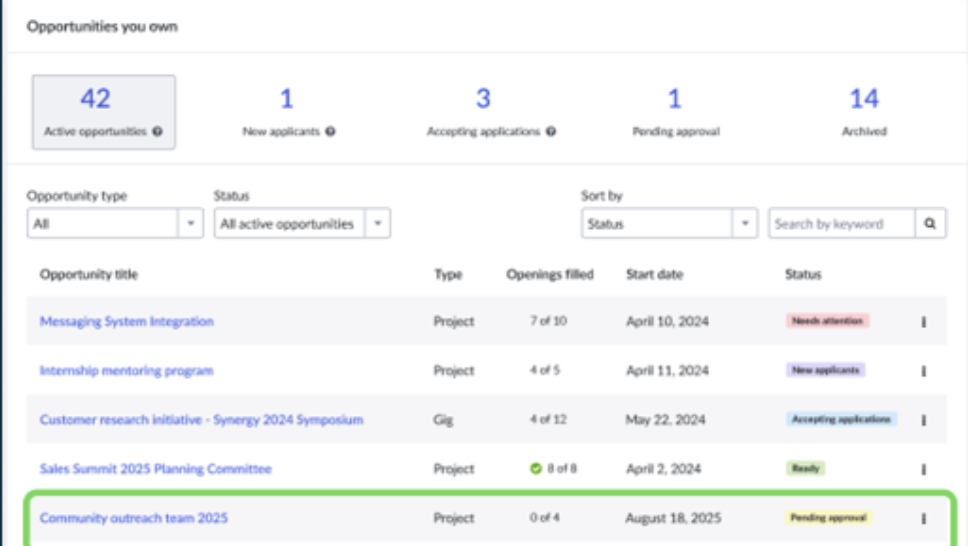 Opportunities you own
42 1 3 1 14
Active opportunities New applicants Accepting applications Pending approval Archived
Opportunity type Status Sort by
All All active opportunities Status Search by keyword
Opportunity title Type Openings filled Start date Status
Messaging System Integration Project 7 of 10 April 10, 2024 Needs attention
Internship mentoring program Project 4 of 5 April 11, 2024 New applicants
Customer research initiative - Synergy 2024 Symposium Gig 4 of 12 May 22, 2024 Accepting applications
Sales Summit 2025 Planning Committee Project 8 of 8 April 2, 2024 Ready
Community outreach team 2025 Project 0 of 4 August 18, 2025 Pending approval